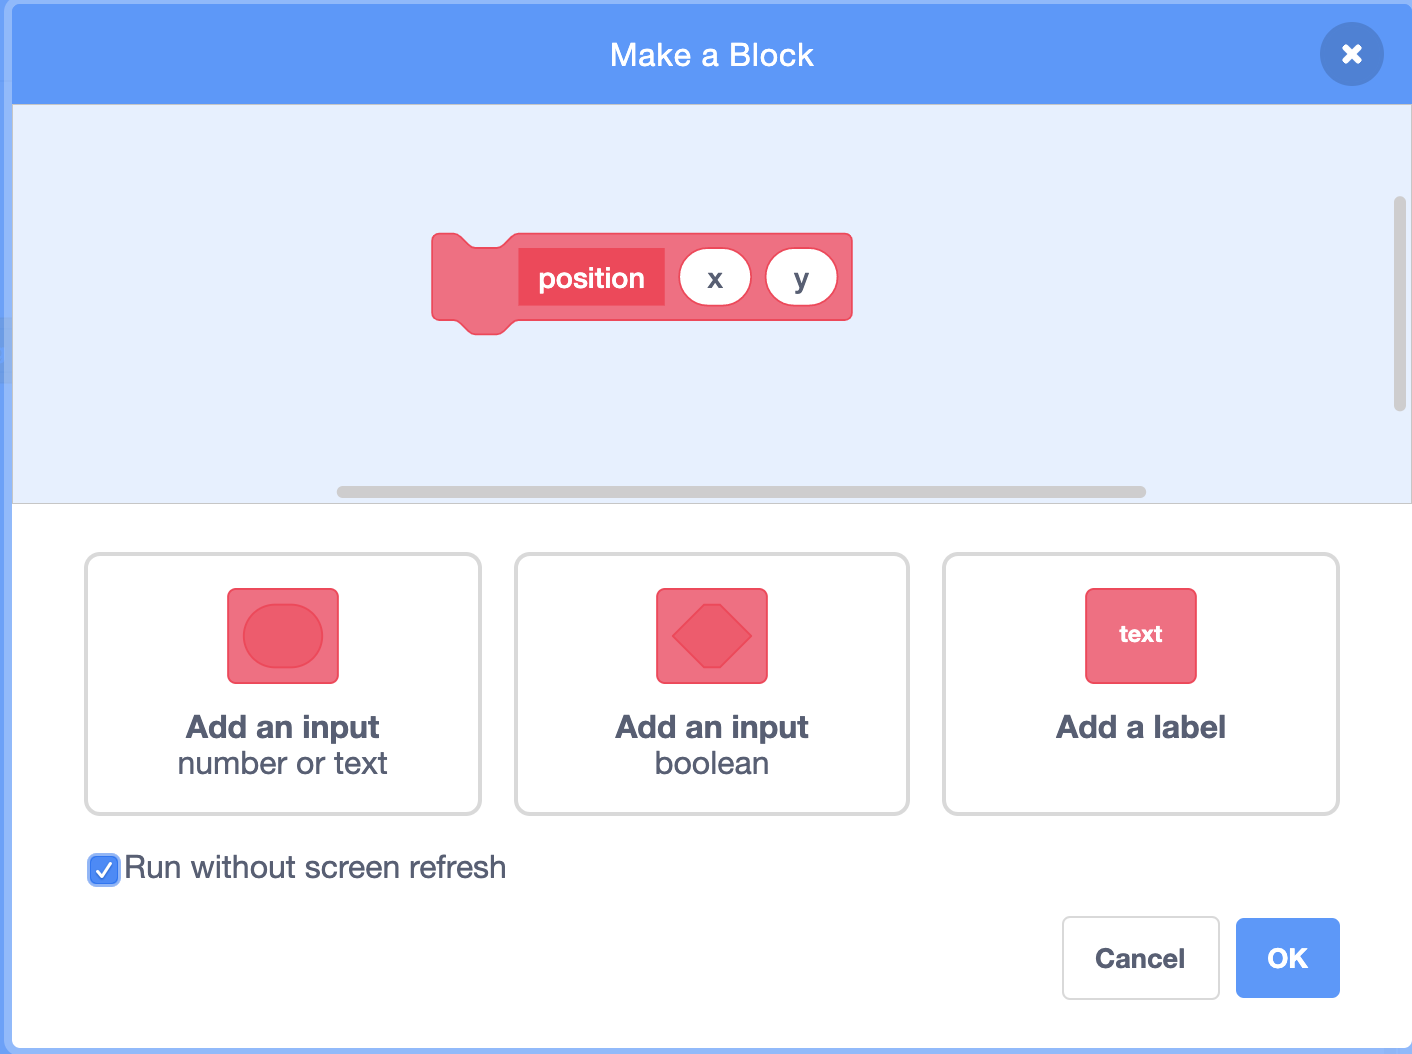 Make a Block
position x y
text
Add an input
number or text
Add an input
boolean
Add a label
Run without screen refresh
Cancel
OK